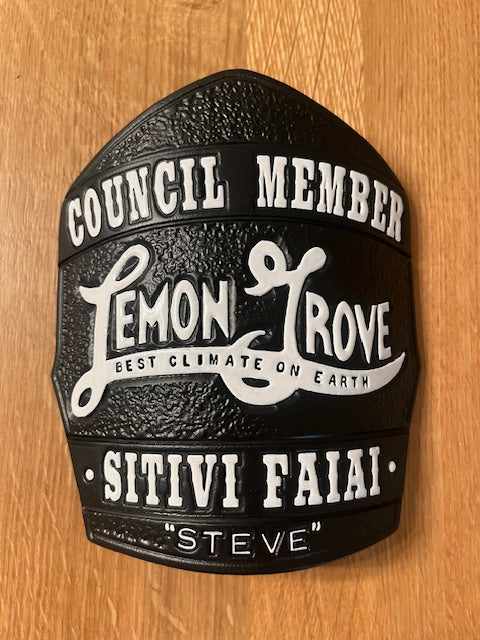 COUNCIL MEMBER
LEMON GROVE
BEST CLIMATE ON EARTH
· SITIVI FAIAI ·
"STEVE"